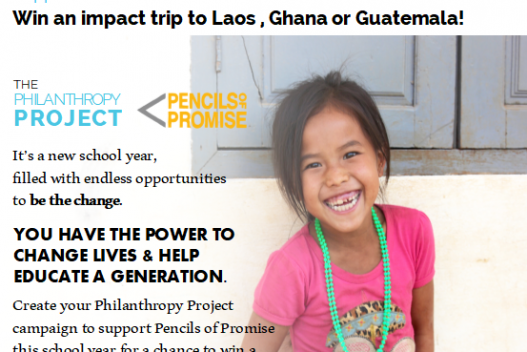 Win an impact trip to Laos , Ghana or Guatemala!
THE
PHILANTHROPY
PROJECT
PENCILS OF
PROMISE
It's a new school year,
filled with endless opportunities
to be the change.
YOU HAVE THE POWER TO
CHANGE LIVES & HELP
EDUCATE A GENERATION.
Create your Philanthropy Project
campaign to support Pencils of Promise
this school year for a chance to win a